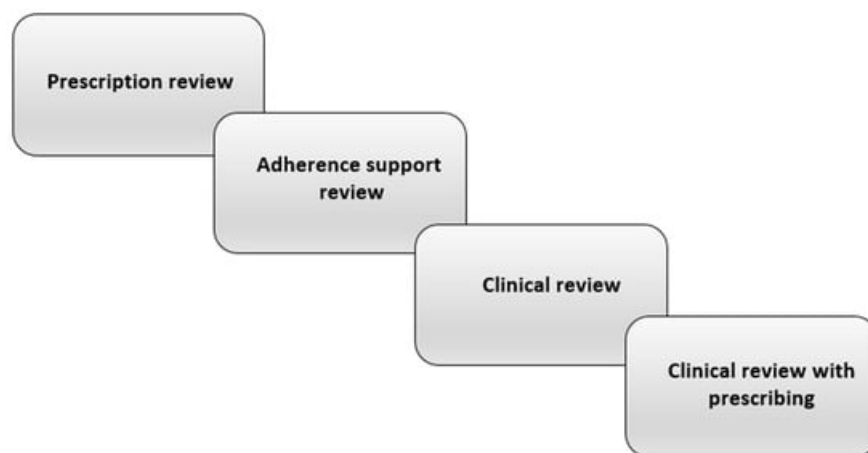 Prescription review
Adherence support
review
Clinical review
Clinical review with
prescribing